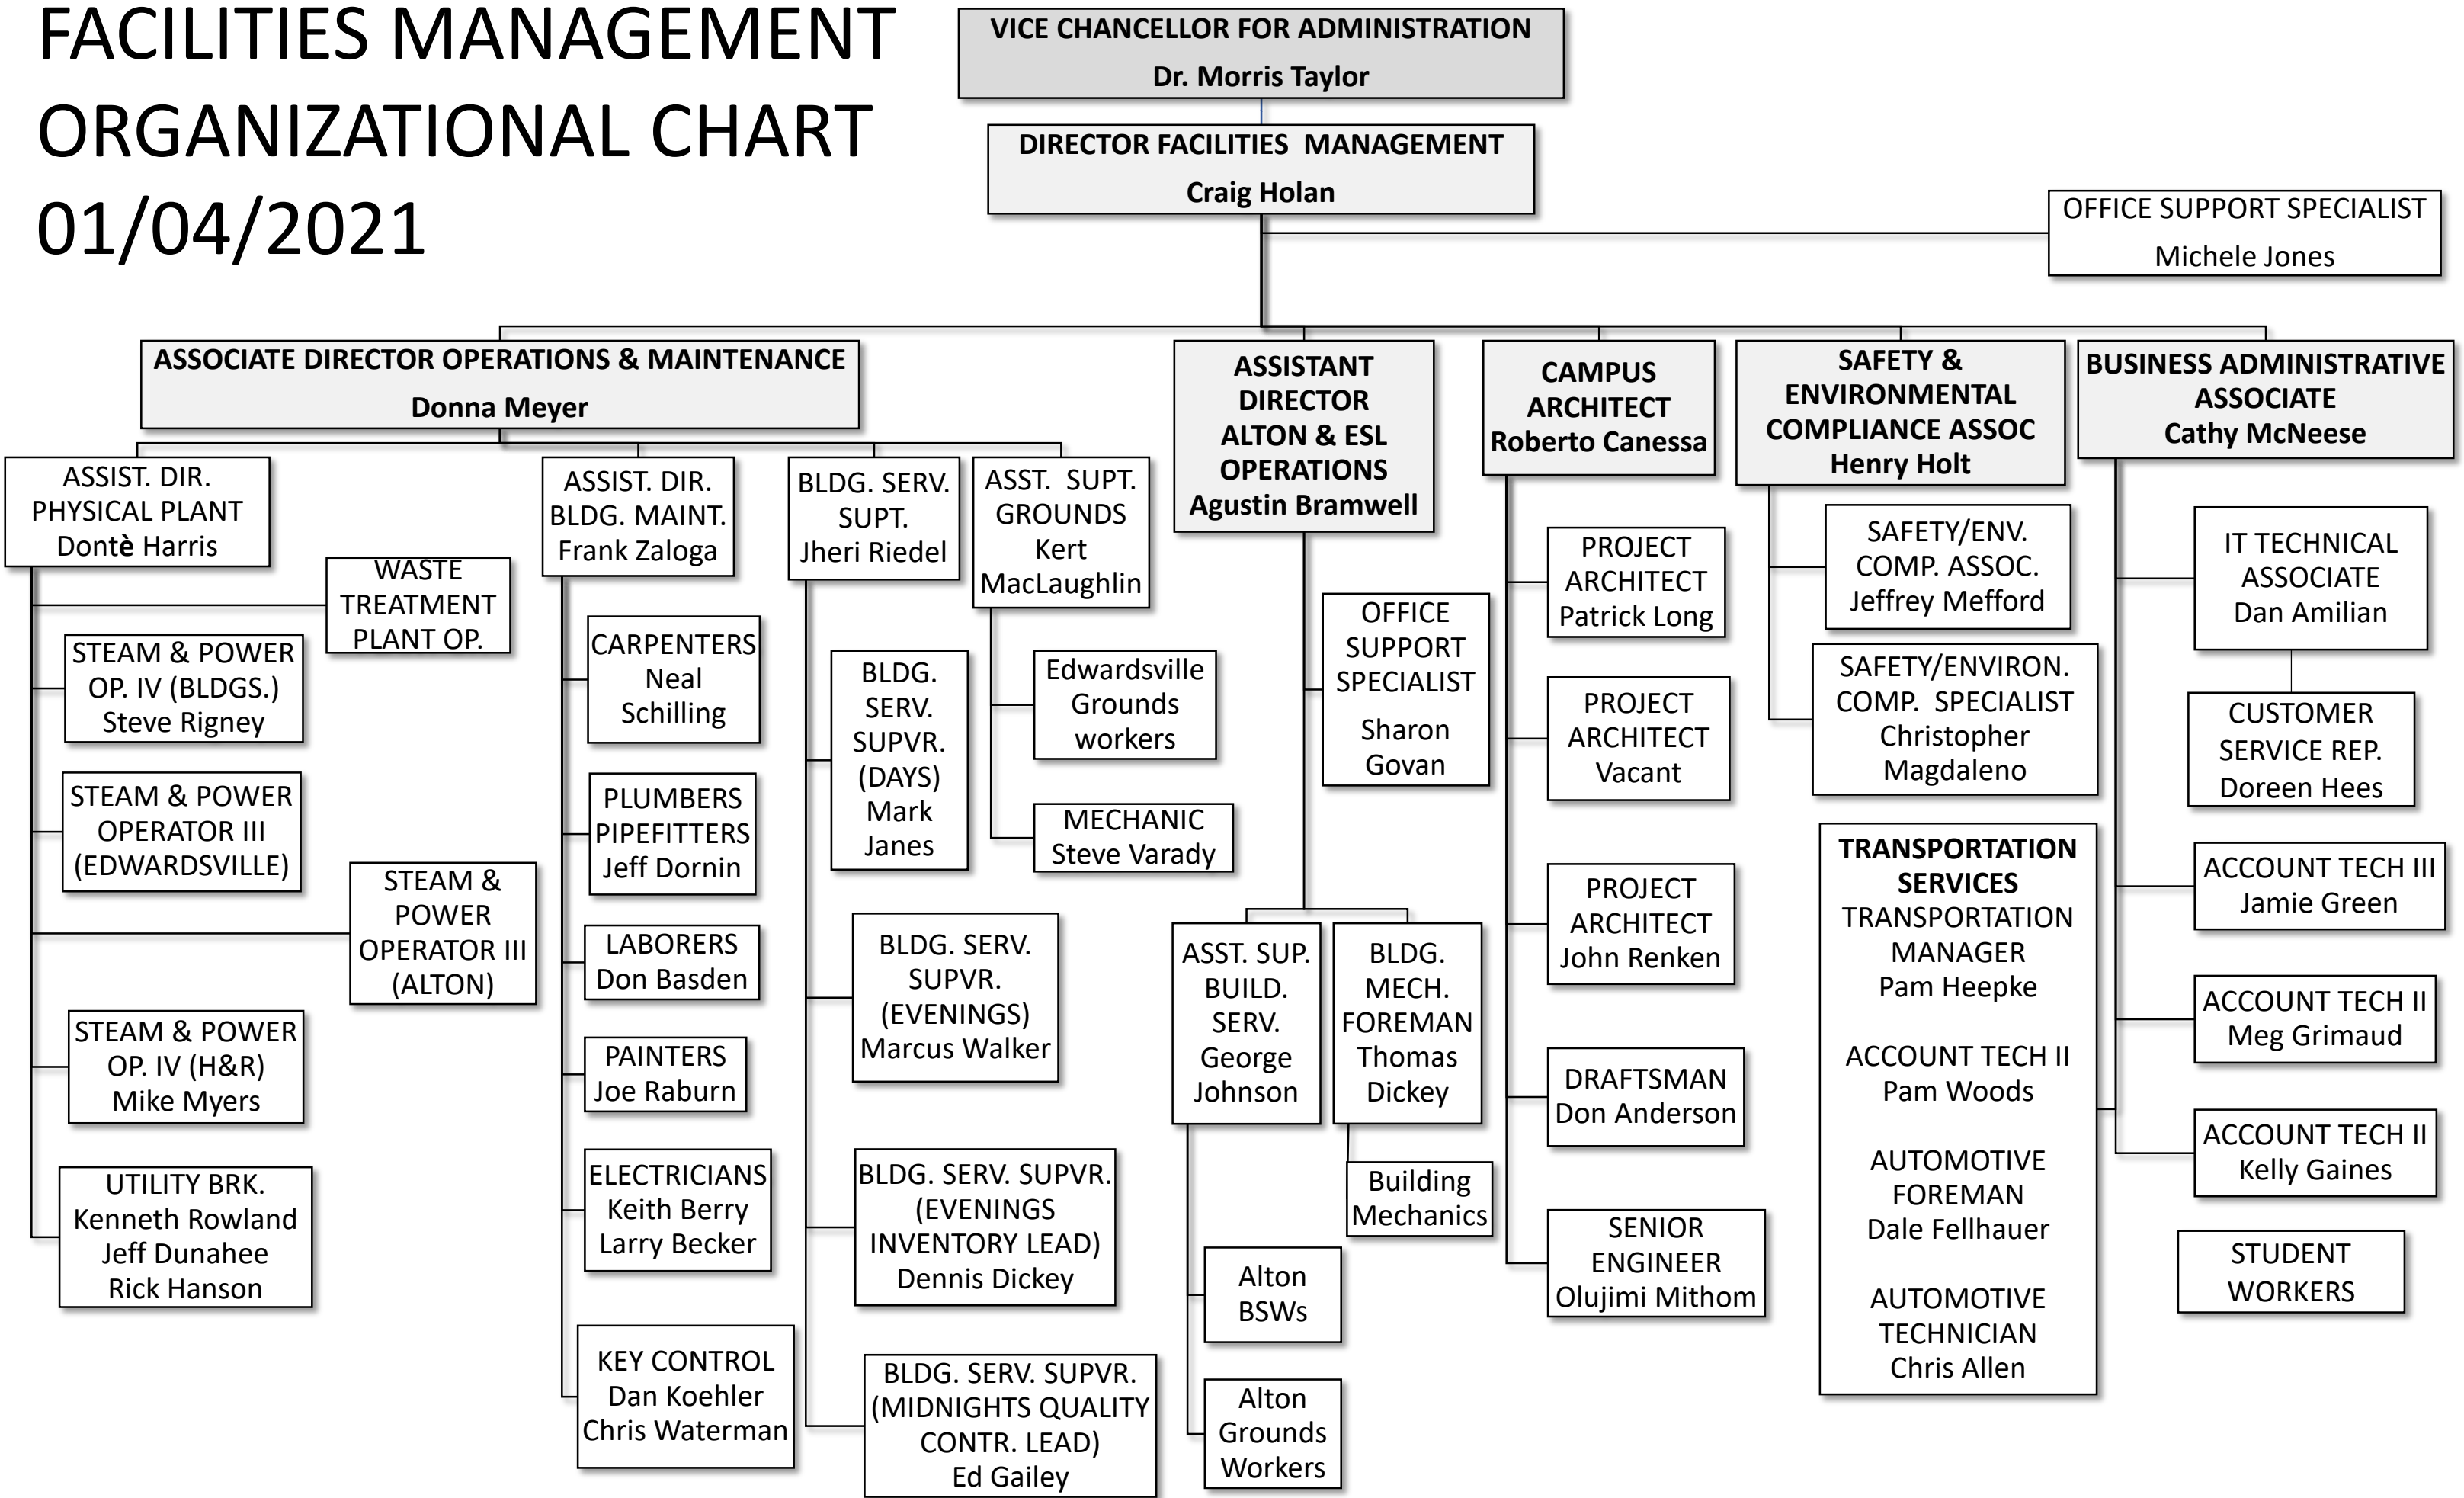 FACILITIES MANAGEMENT
ORGANIZATIONAL CHART
01/04/2021
VICE CHANCELLOR FOR ADMINISTRATION
Dr. Morris Taylor
DIRECTOR FACILITIES MANAGEMENT
Craig Holan
OFFICE SUPPORT SPECIALIST
Michele Jones
ASSOCIATE DIRECTOR OPERATIONS & MAINTENANCE
Donna Meyer
ASSIST. DIR.
PHYSICAL PLANT
Dontè Harris
WASTE
TREATMENT
PLANT OP.
STEAM & POWER
OP. IV (BLDGS.)
Steve Rigney
STEAM & POWER
OPERATOR III
(EDWARDSVILLE)
STEAM &
POWER
OPERATOR III
(ALTON)
STEAM & POWER
OP. IV (H&R)
Mike Myers
UTILITY BRK.
Kenneth Rowland
Jeff Dunahee
Rick Hanson
ASSIST. DIR.
BLDG. MAINT.
Frank Zaloga
CARPENTERS
Neal
Schilling
PLUMBERS
PIPEFITTERS
Jeff Dornin
LABORERS
Don Basden
PAINTERS
Joe Raburn
ELECTRICIANS
Keith Berry
Larry Becker
KEY CONTROL
Dan Koehler
Chris Waterman
BLDG. SERV.
SUPT.
Jheri Riedel
BLDG.
SERV.
SUPVR.
(DAYS)
Mark
Janes
BLDG. SERV.
SUPVR.
(EVENINGS)
Marcus Walker
BLDG. SERV. SUPVR.
(EVENINGS
INVENTORY LEAD)
Dennis Dickey
BLDG. SERV. SUPVR.
(MIDNIGHTS QUALITY
CONTR. LEAD)
Ed Gailey
ASST. SUPT.
GROUNDS
Kert
MacLaughlin
Edwardsville
Grounds
workers
MECHANIC
Steve Varady
ASSISTANT
DIRECTOR
ALTON & ESL
OPERATIONS
Agustin Bramwell
OFFICE
SUPPORT
SPECIALIST
Sharon
Govan
ASST. SUP.
BUILD.
SERV.
George
Johnson
Alton
BSWs
Alton
Grounds
Workers
BLDG.
MECH.
FOREMAN
Thomas
Dickey
Building
Mechanics
CAMPUS
ARCHITECT
Roberto Canessa
PROJECT
ARCHITECT
Patrick Long
PROJECT
ARCHITECT
Vacant
PROJECT
ARCHITECT
John Renken
DRAFTSMAN
Don Anderson
SENIOR
ENGINEER
Olujimi Mithom
SAFETY &
ENVIRONMENTAL
COMPLIANCE ASSOC
Henry Holt
SAFETY/ENV.
COMP. ASSOC.
Jeffrey Mefford
SAFETY/ENVIRON.
COMP. SPECIALIST
Christopher
Magdaleno
BUSINESS ADMINISTRATIVE
ASSOCIATE
Cathy McNeese
IT TECHNICAL
ASSOCIATE
Dan Amilian
CUSTOMER
SERVICE REP.
Doreen Hees
ACCOUNT TECH III
Jamie Green
ACCOUNT TECH II
Meg Grimaud
ACCOUNT TECH II
Kelly Gaines
STUDENT
WORKERS
TRANSPORTATION
SERVICES
TRANSPORTATION
MANAGER
Pam Heepke
ACCOUNT TECH II
Pam Woods
AUTOMOTIVE
FOREMAN
Dale Fellhauer
AUTOMOTIVE
TECHNICIAN
Chris Allen